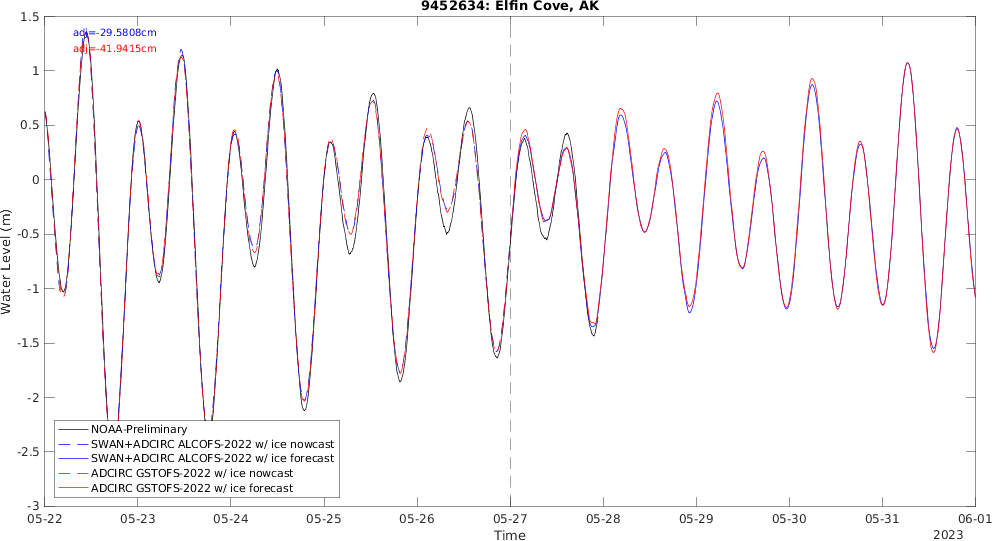 9452634: Elfin Cove, AK
1.5
adj=-29.5808cm
adj=-41.9415cm
1
0.5
0
-0.5
-1
-1.5
-2
-2.5
-3
Water Level (m)
NOAA-Preliminary
SWAN+ADCIRC ALCOFS-2022 w/ ice nowcast
SWAN+ADCIRC ALCOFS-2022 w/ ice forecast
ADCIRC GSTOFS-2022 w/ ice nowcast
ADCIRC GSTOFS-2022 w/ ice forecast
05-22 05-23 05-24 05-25 05-26 05-27 05-28 05-29 05-30 05-31 06-01
Time
2023